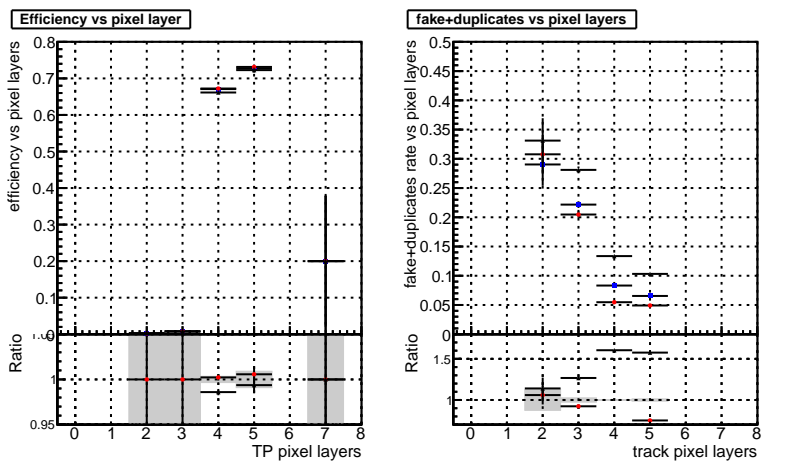 Efficiency vs pixel layer
efficiency vs pixel layers
0.8
0.7
0.6
0.5
0.4
0.3
0.2
0.1
0
Ratio
1
0.95
0 1 2 3 4 5 6 7 8
TP pixel layers
fake+duplicates vs pixel layers
fake+duplicates rate vs pixel layers
0.5
0.45
0.4
0.35
0.3
0.25
0.2
0.15
0.1
0.05
0
Ratio
1.5
1
0 1 2 3 4 5 6 7 8
track pixel layers